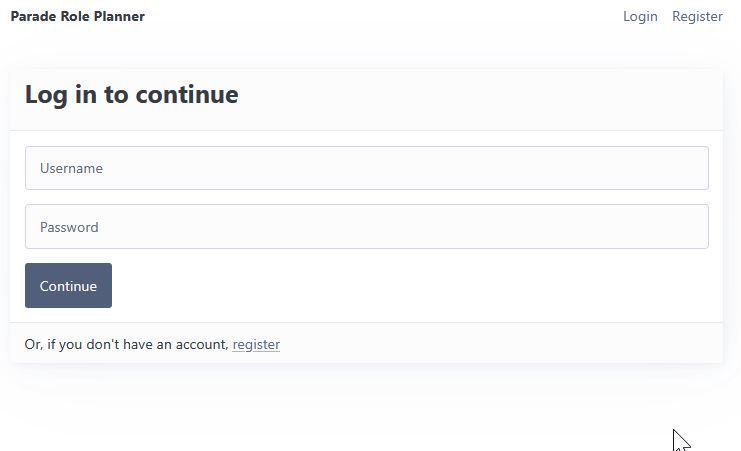 Parade Role Planner Login Register
Log in to continue
Username
Password
Continue
Or, if you don't have an account, register